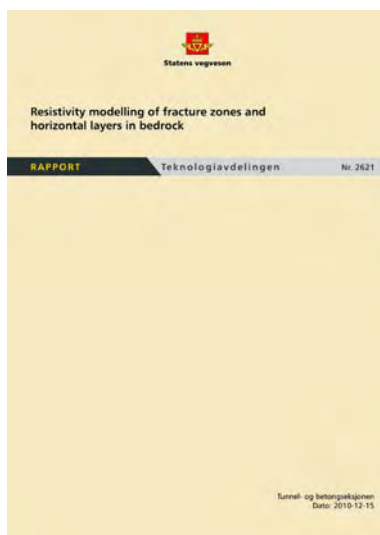 Statens vegvesen
Resistivity modelling of fracture zones and
horizontal layers in bedrock
RAPPORT Teknologiavdelingen Nr. 2621
Tunnel- og betongseksjonen
Dato: 2010-12-15